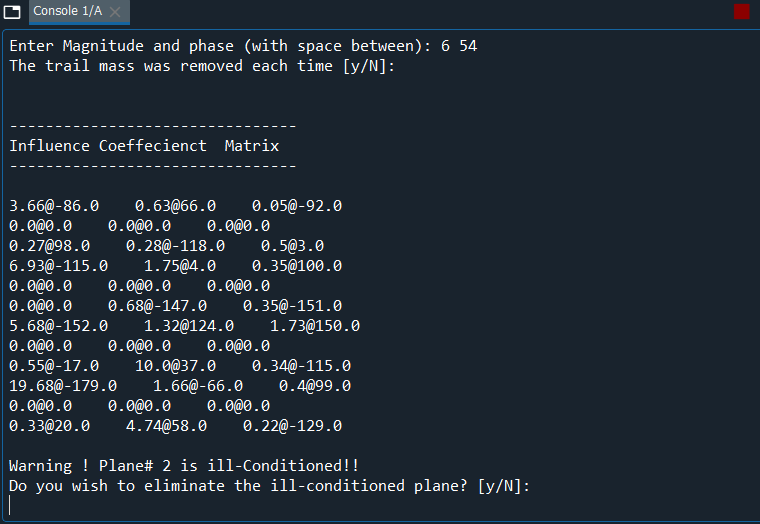 Console 1/A
Enter Magnitude and phase (with space between): 6 54
The trail mass was removed each time [y/N]:
--------------------------------
Influence Coeffecienct  Matrix
--------------------------------
3.66@-86.0    0.63@66.0    0.05@-92.0
0.0@0.0    0.0@0.0    0.0@0.0
0.27@98.0    0.28@-118.0    0.5@3.0
6.93@-115.0    1.75@4.0    0.35@100.0
0.0@0.0    0.0@0.0    0.0@0.0
0.0@0.0    0.68@-147.0    0.35@-151.0
5.68@-152.0    1.32@124.0    1.73@150.0
0.0@0.0    0.0@0.0    0.0@0.0
0.55@-17.0    10.0@37.0    0.34@-115.0
19.68@-179.0    1.66@-66.0    0.4@99.0
0.0@0.0    0.0@0.0    0.0@0.0
0.33@20.0    4.74@58.0    0.22@-129.0
Warning ! Plane# 2 is ill-Conditioned!!
Do you wish to eliminate the ill-conditioned plane? [y/N]: